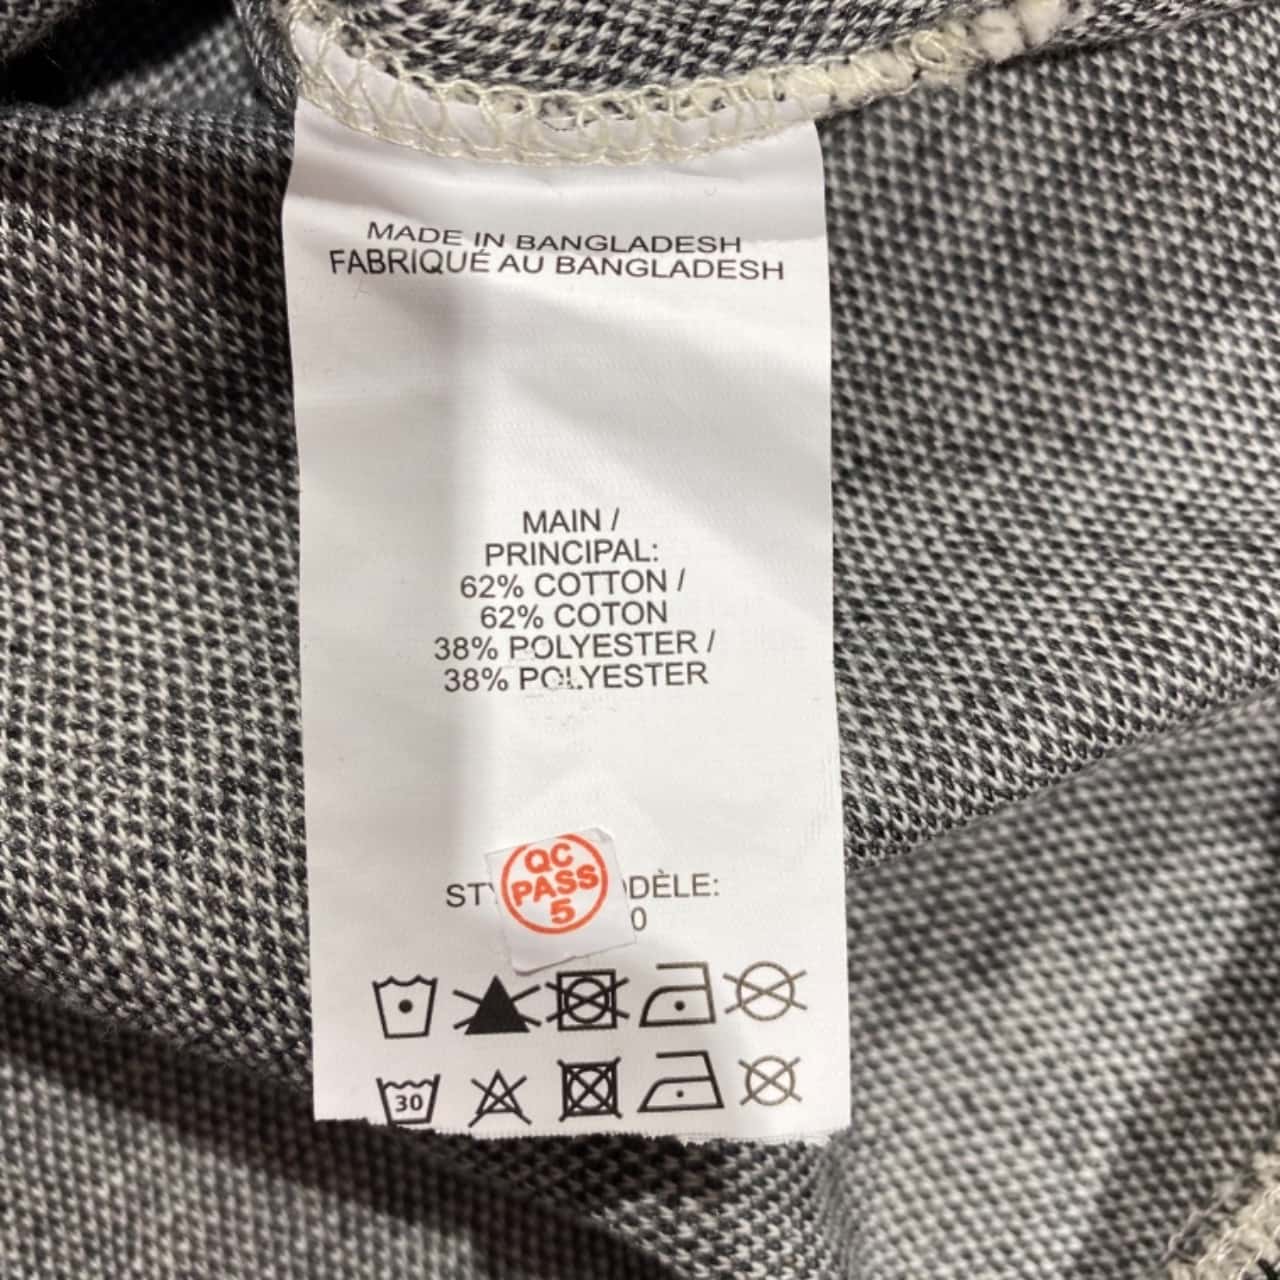 MADE IN BANGLADESH
FABRIQUÉ AU BANGLADESH
MAIN /
PRINCIPAL:
62% COTTON /
62% COTON
38% POLYESTER /
38% POLYESTER
QC
PASS
5
30